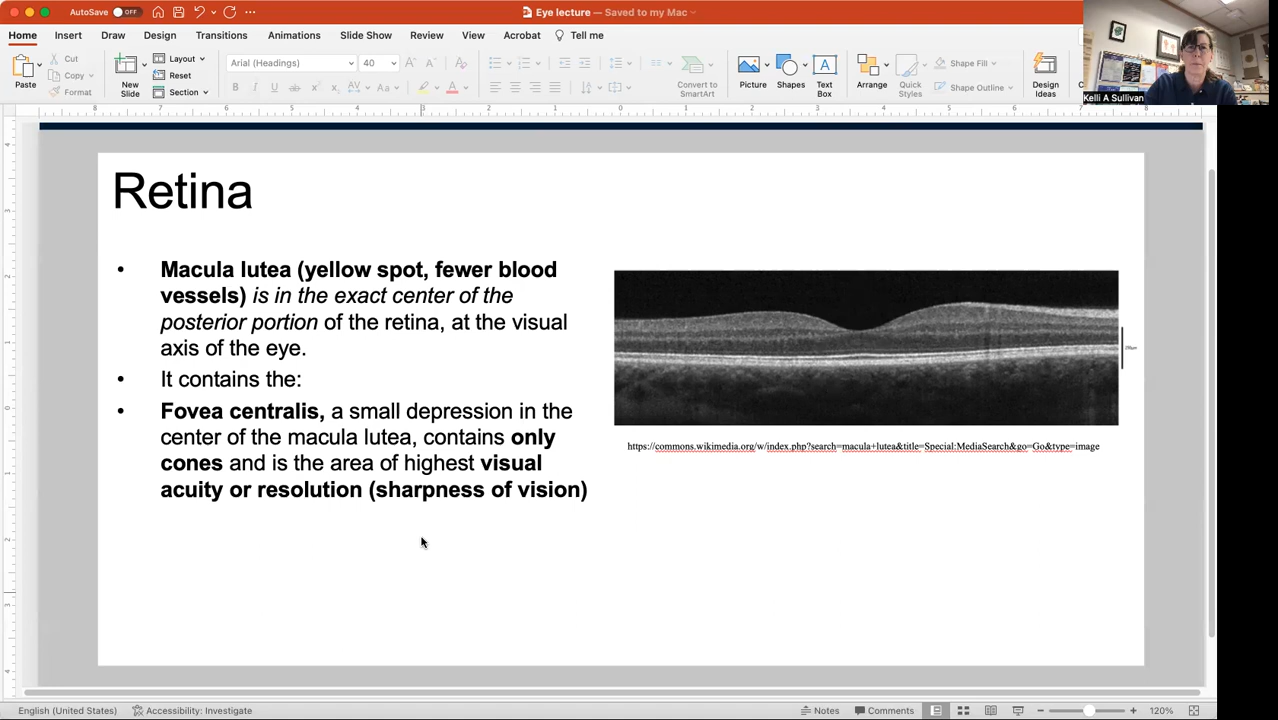 AutoSave OFF
Eye lecture — Saved to my Mac
Home Insert Draw Design Transitions Animations Slide Show Review View Acrobat Tell me
Paste
Cut
Copy
Format
New
Slide
Layout
Reset
Section
Arial (Headings) 40
Convert to
SmartArt
Picture
Shapes
Text
Box
Arrange
Quick
Styles
Shape Fill
Shape Outline
Design
Ideas
Kelli A Sullivan
Retina
• Macula lutea (yellow spot, fewer blood
vessels) is in the exact center of the
posterior portion of the retina, at the visual
axis of the eye.
• It contains the:
• Fovea centralis, a small depression in the
center of the macula lutea, contains only
cones and is the area of highest visual
acuity or resolution (sharpness of vision)
https://commons.wikimedia.org/w/index.php?search=macula+lutea&title=Special:MediaSearch&go=Go&type=image
English (United States) Accessibility: Investigate Notes Comments 120%